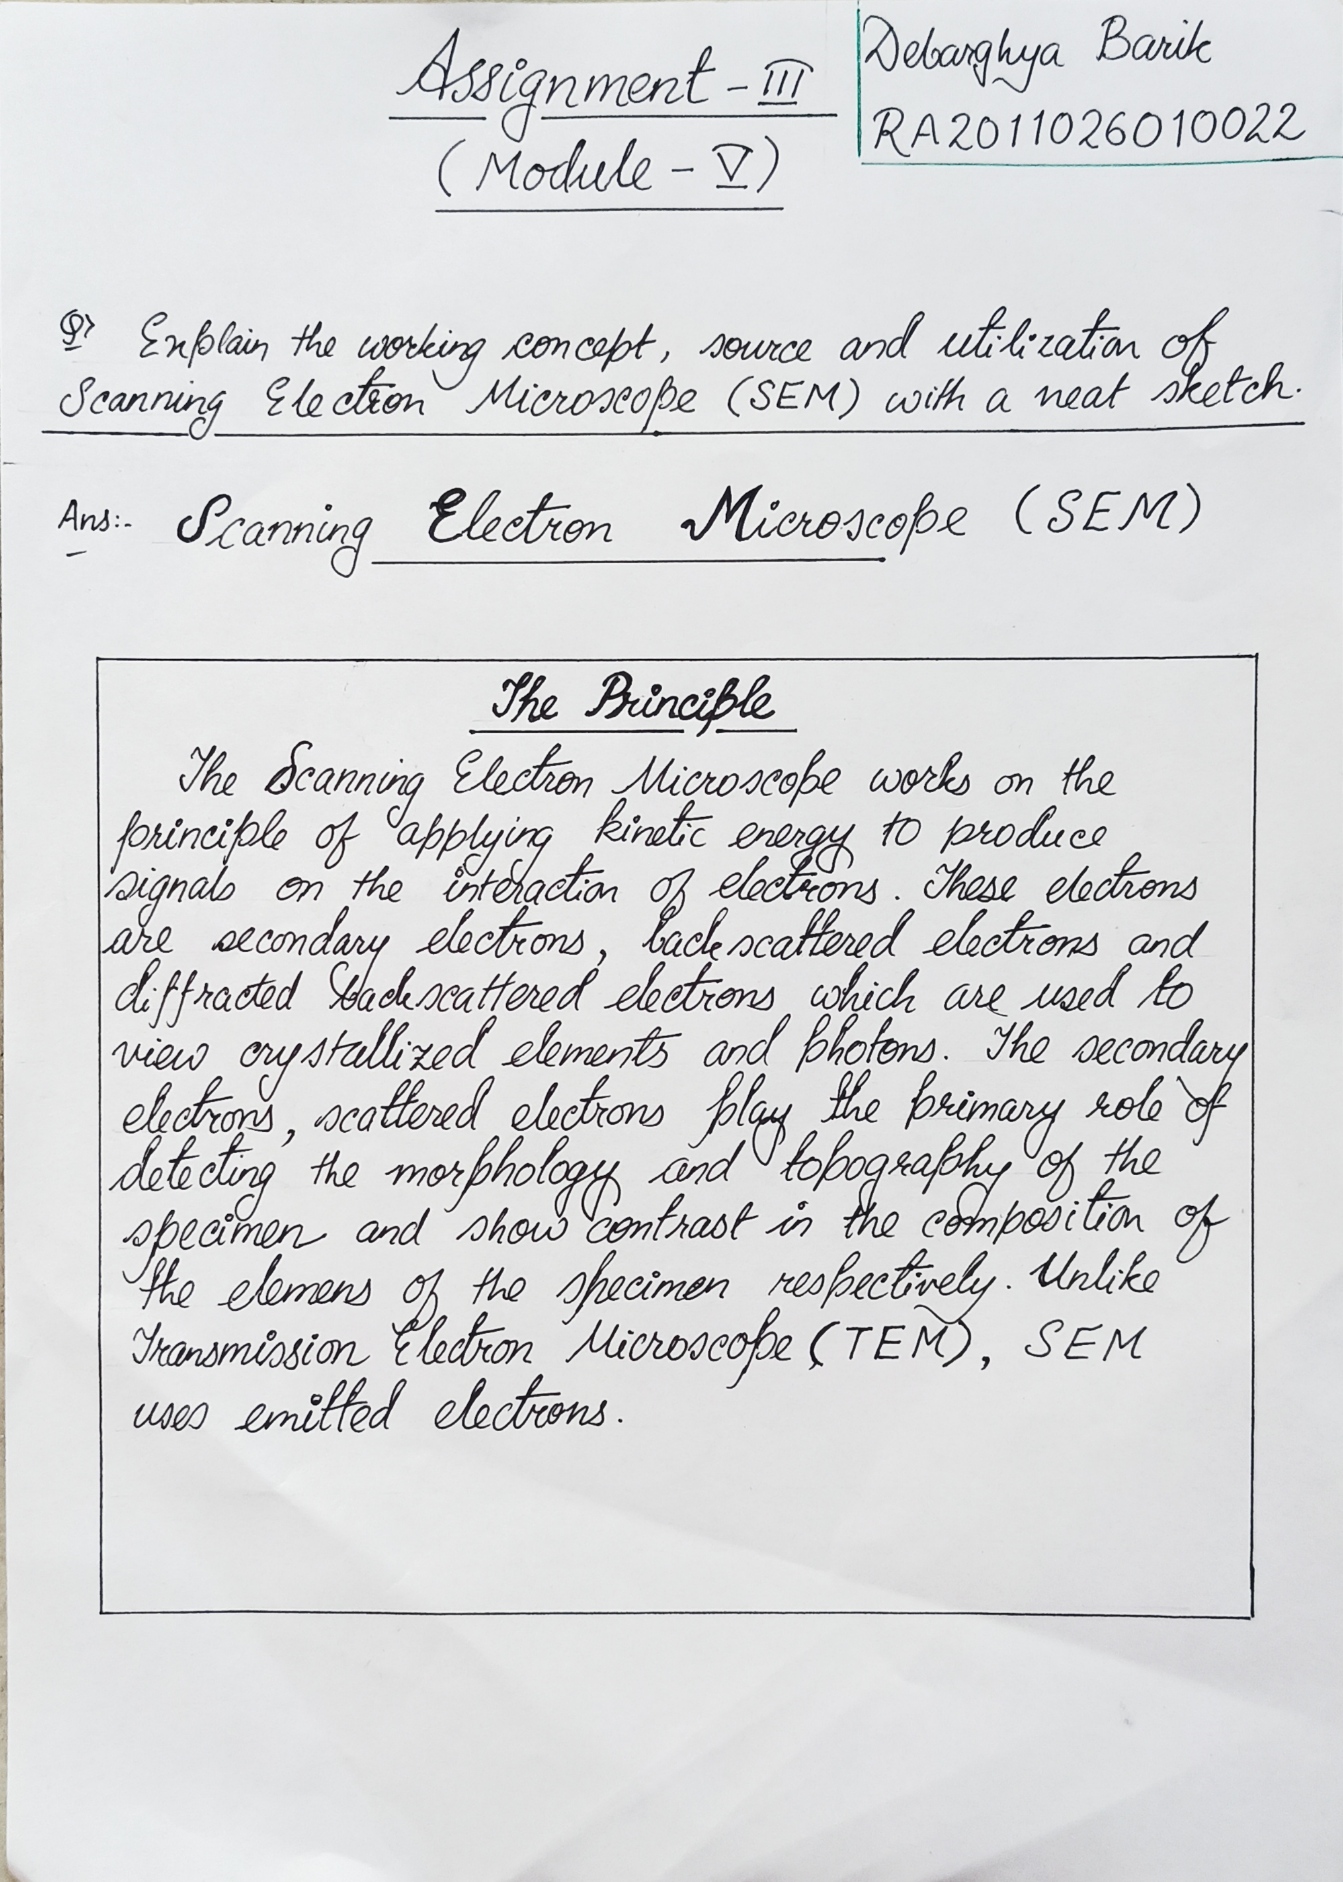 Assignment - III
(Module - V)
Debarghya Barik
RA2011026010022
Q> Explain the working concept, source and utilization of
Scanning Electron Microscope (SEM) with a neat sketch.
Ans:- Scanning Electron Microscope (SEM)
The Principle
The Scanning Electron Microscope works on the
principle of applying kinetic energy to produce
signals on the interaction of electrons. These electrons
are secondary electrons, backscattered electrons and
diffracted backscattered electrons which are used to
view crystallized elements and photons. The secondary
electrons, scattered electrons play the primary role of
detecting the morphology and topography of the
specimen and show contrast in the composition of
the elemens of the specimen respectively. Unlike
Transmission Electron Microscope (TEM), SEM
uses emitted electrons.